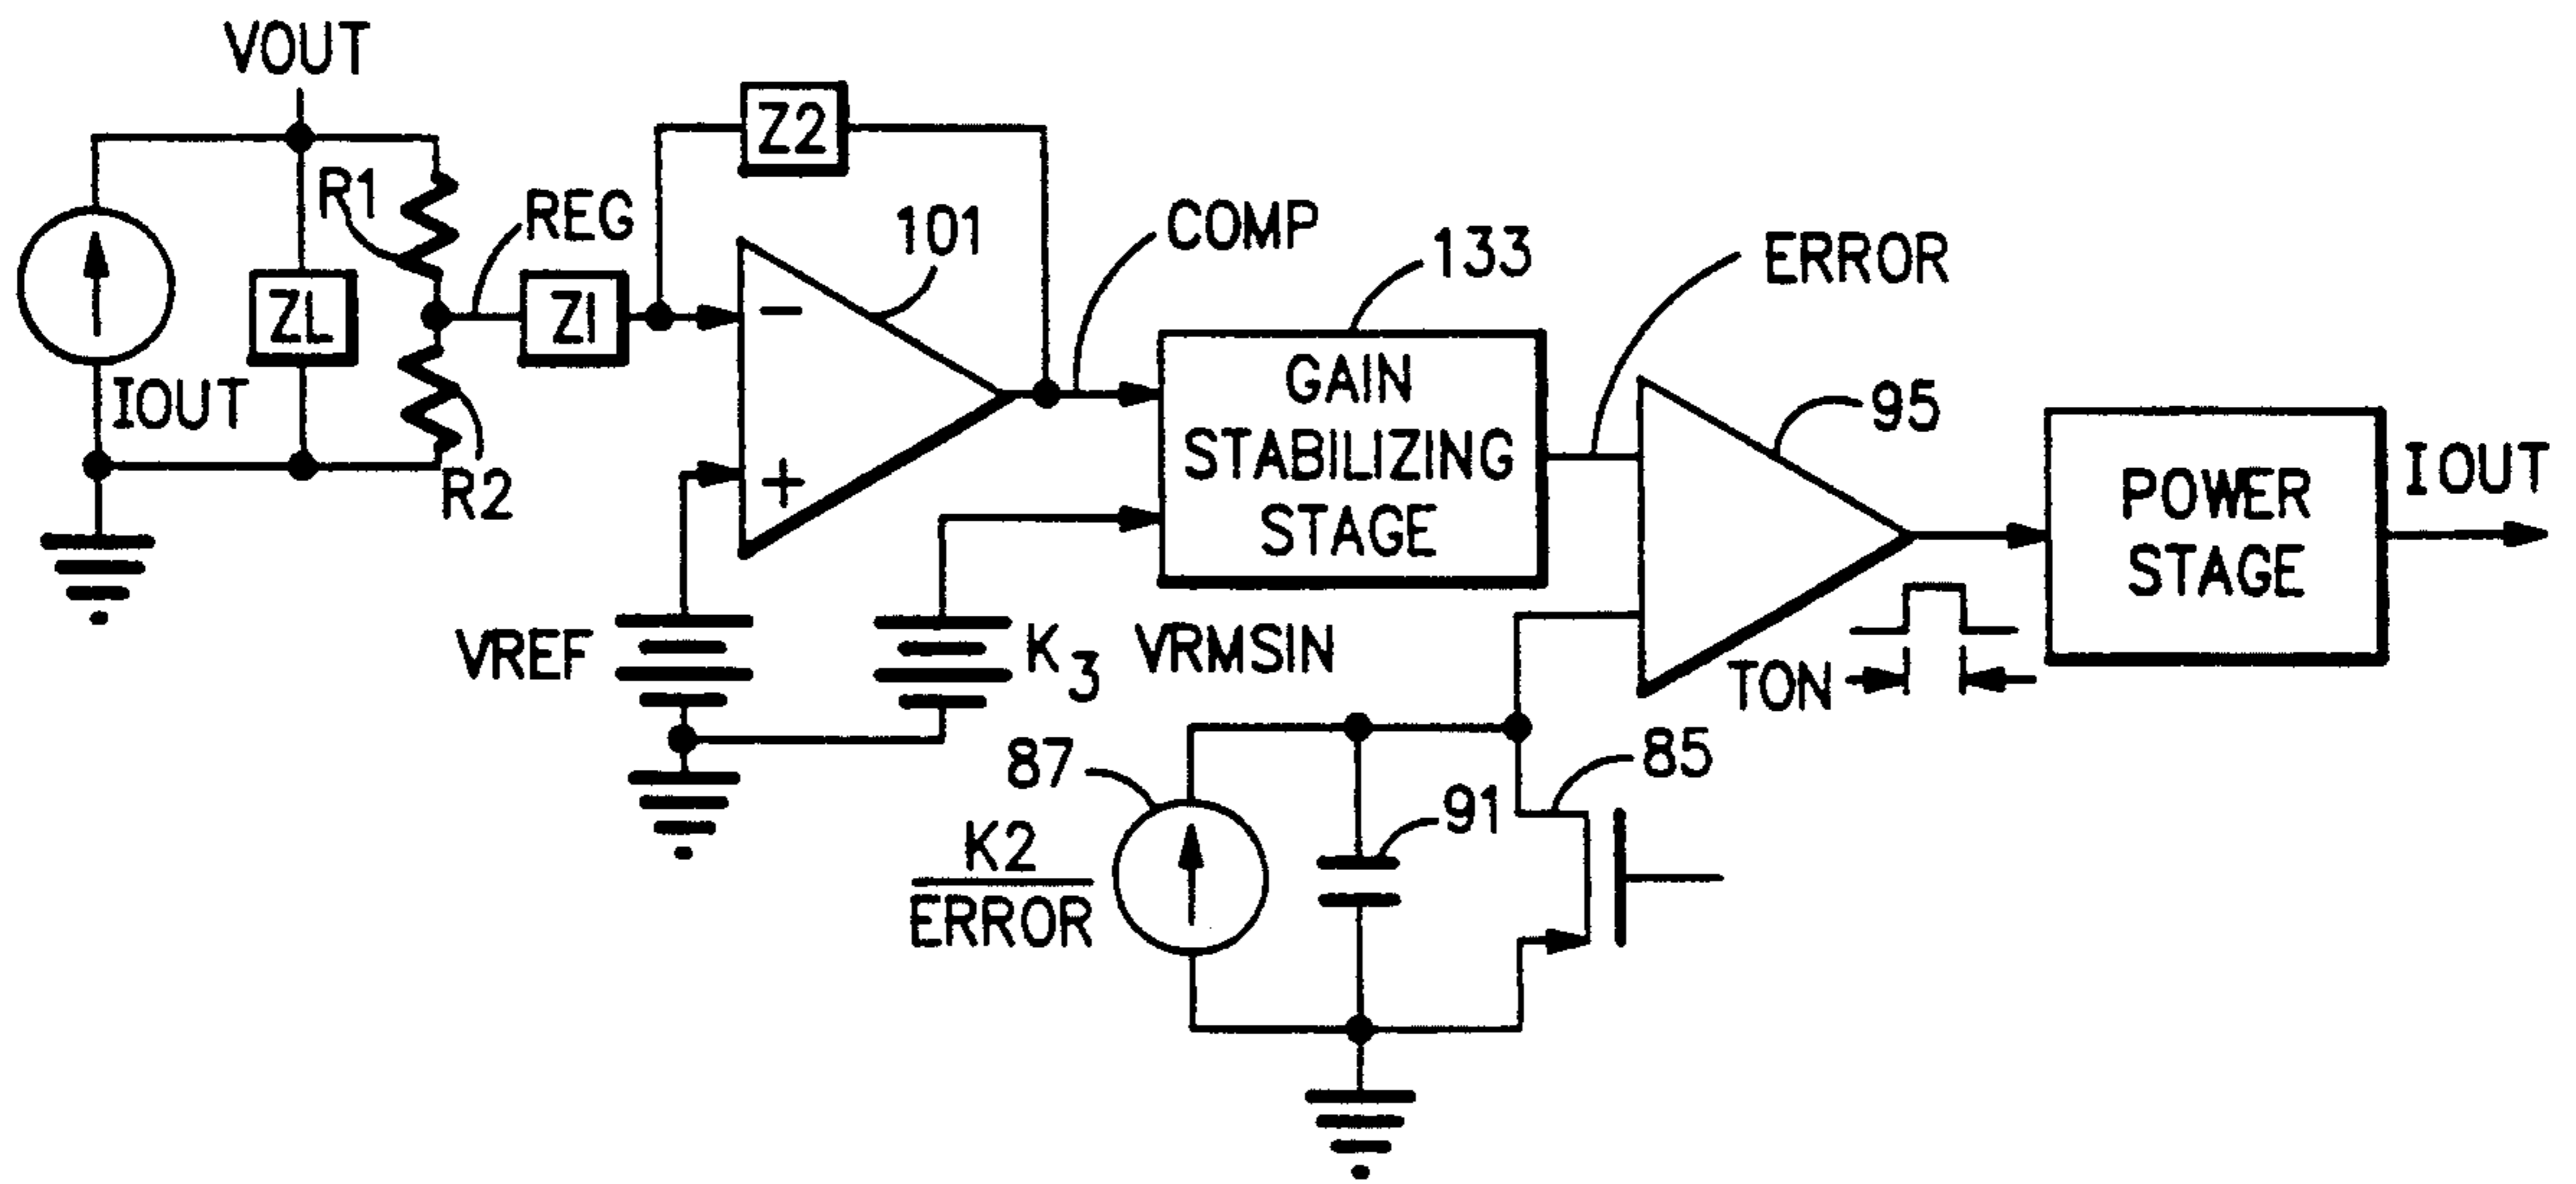 VOUT
R1
REG
Z2
101
COMP
133
ERROR
ZL
Z1
IOUT
R2
−
+
GAIN
STABILIZING
STAGE
95
POWER
STAGE
IOUT
VREF
K3 VRMSIN
TON
87
K2
ERROR
91
85